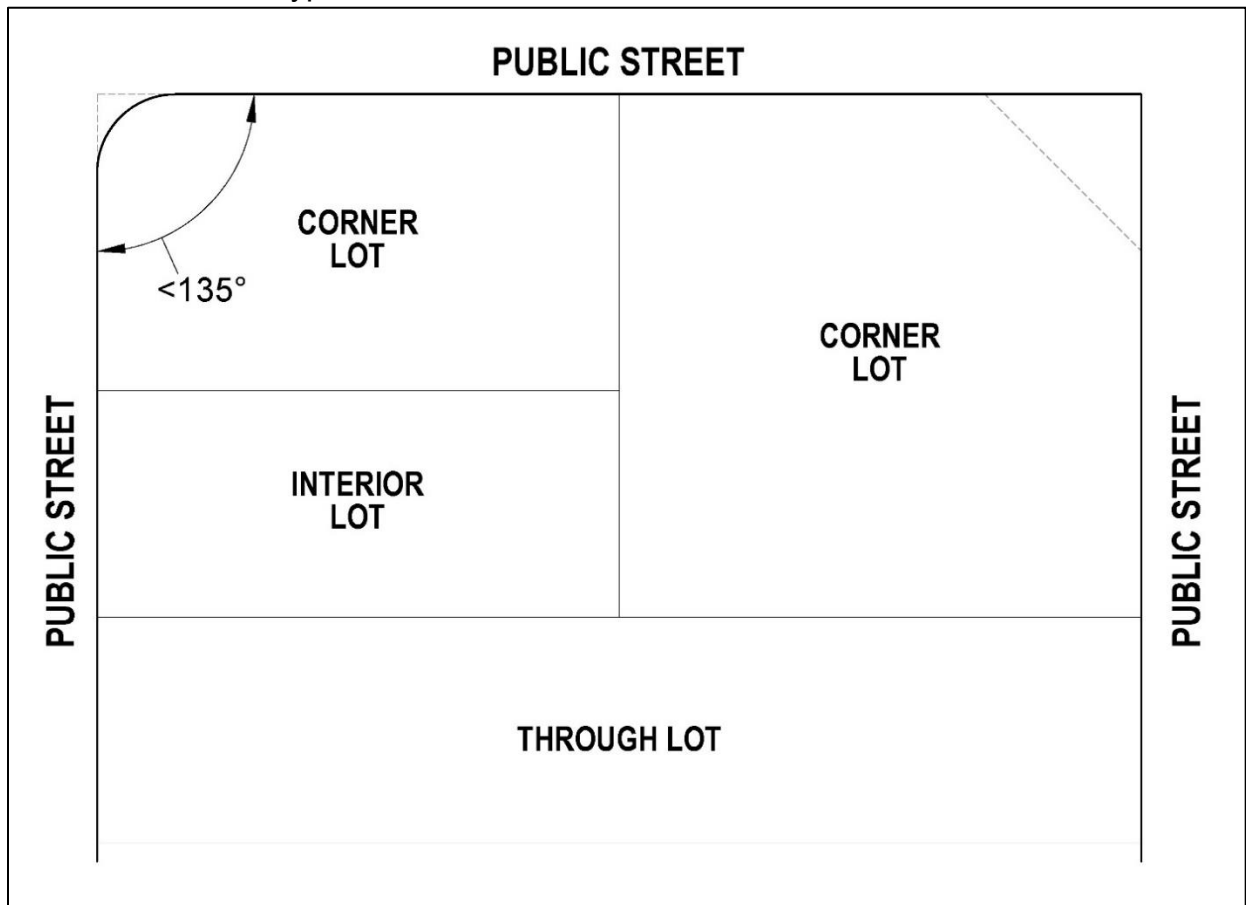 PUBLIC STREET
CORNER
LOT
<135°
CORNER
LOT
INTERIOR
LOT
PUBLIC STREET
PUBLIC STREET
THROUGH LOT